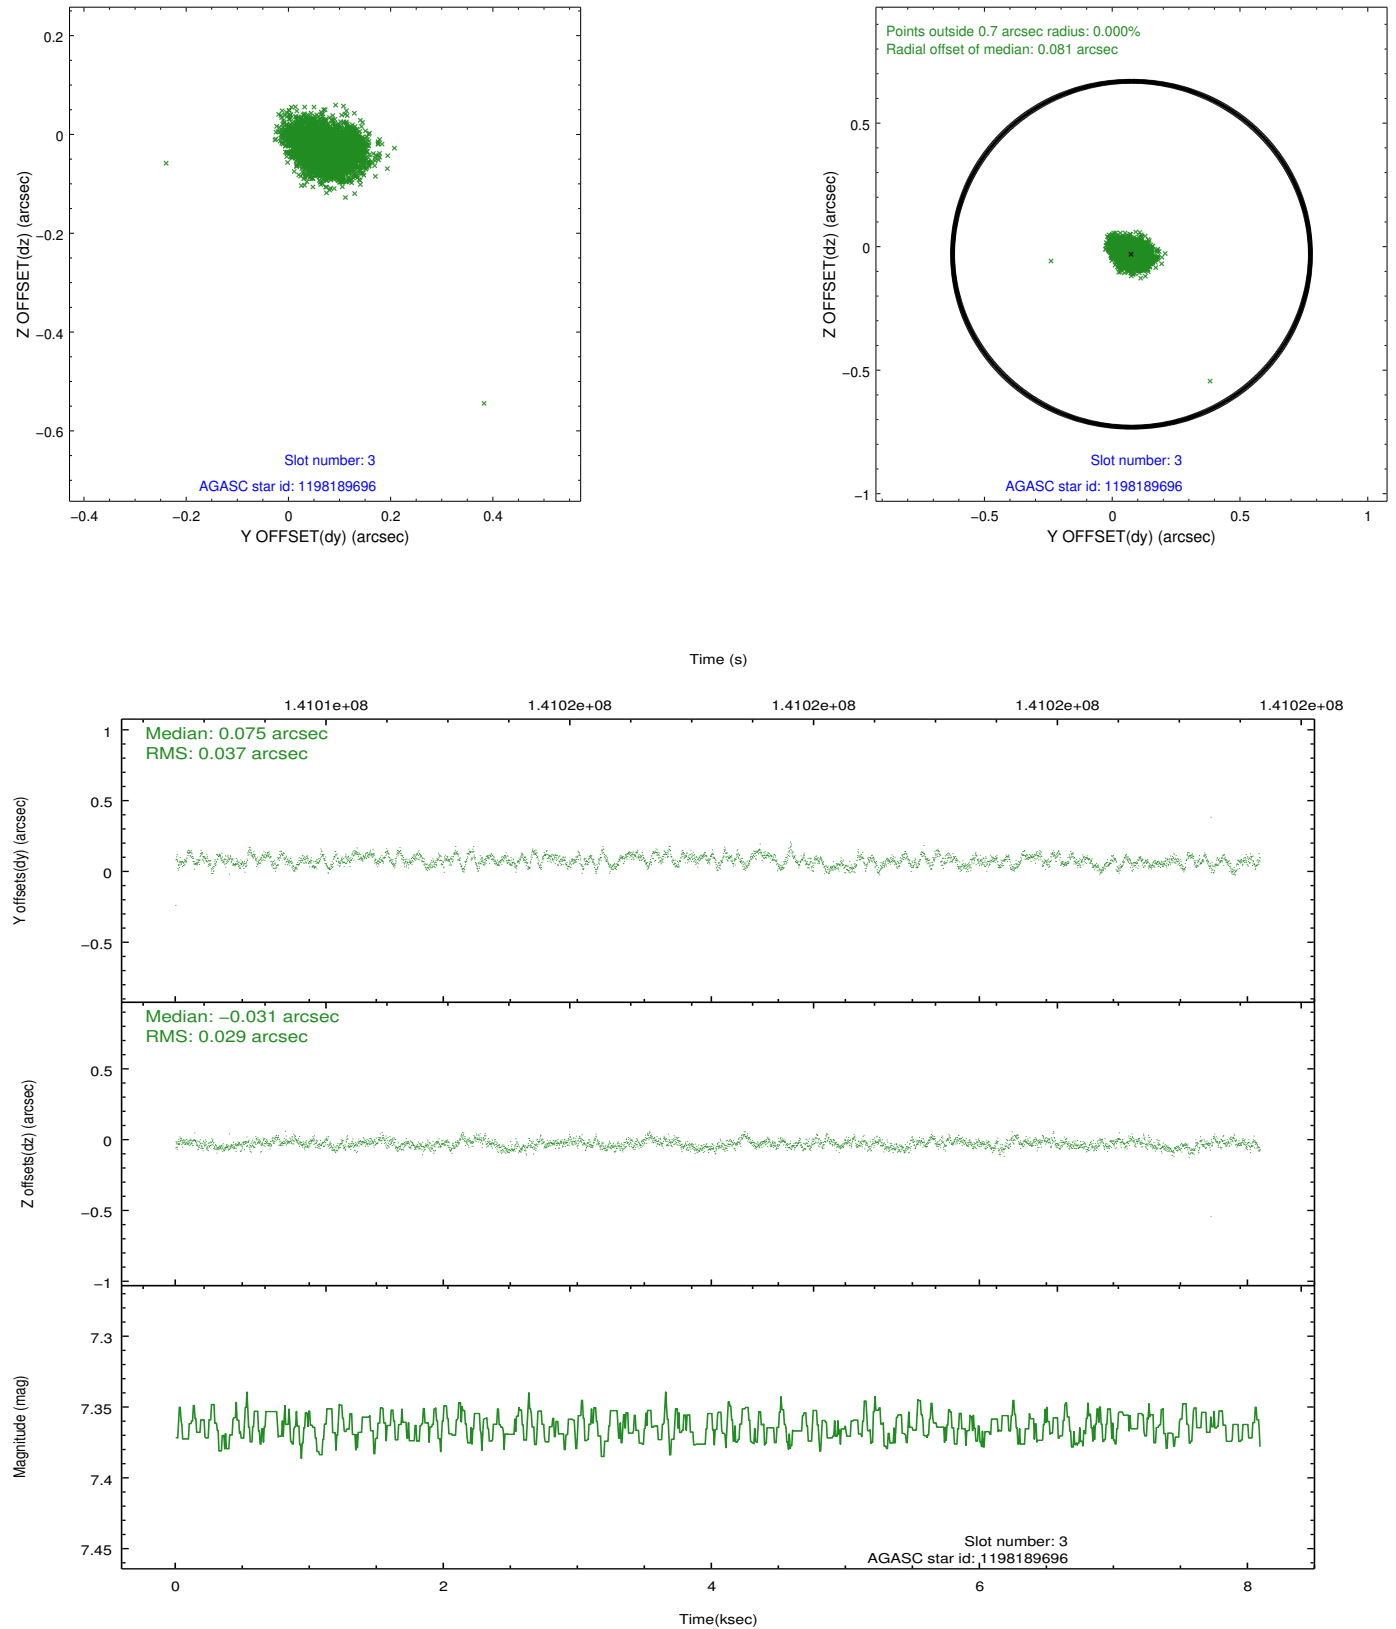 0.2
0
−0.2
−0.4
−0.6
Z OFFSET(dz) (arcsec)
Slot number: 3
AGASC star id: 1198189696
−0.4 −0.2 0 0.2 0.4
Y OFFSET(dy) (arcsec)
Points outside 0.7 arcsec radius: 0.000%
Radial offset of median: 0.081 arcsec
0.5
0
−0.5
−1
Z OFFSET(dz) (arcsec)
Slot number: 3
AGASC star id: 1198189696
−0.5 0 0.5 1
Y OFFSET(dy) (arcsec)
Time (s)
1.4101e+08 1.4102e+08 1.4102e+08 1.4102e+08 1.4102e+08
Median: 0.075 arcsec
RMS: 0.037 arcsec
1
0.5
0
−0.5
Y offsets(dy) (arcsec)
Median: −0.031 arcsec
RMS: 0.029 arcsec
0.5
0
−0.5
−1
Z offsets(dz) (arcsec)
7.3
7.35
7.4
7.45
Magnitude (mag)
Slot number: 3
AGASC star id: 1198189696
0 2 4 6 8
Time(ksec)